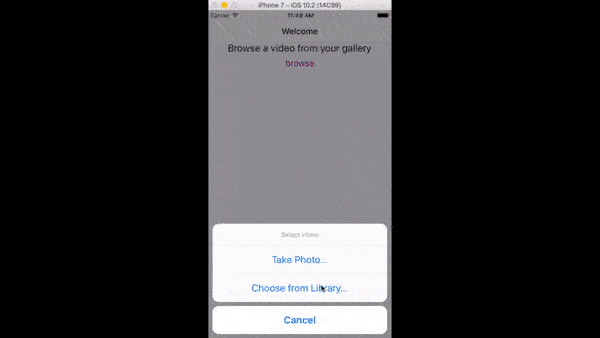 iPhone 7 – iOS 10.2 (14C89)
Carrier 11:49 AM
Welcome
Browse a video from your gallery
browse
Select Video
Take Photo...
Choose from Library...
Cancel